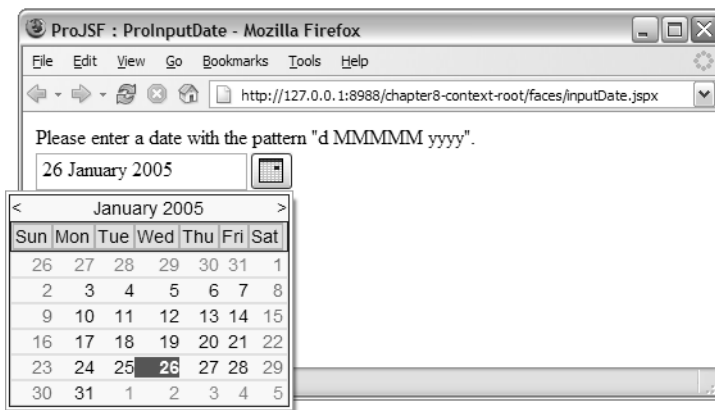 ProJSF : ProInputDate - Mozilla Firefox
File Edit View Go Bookmarks Tools Help
http://127.0.0.1:8988/chapter8-context-root/faces/inputDate.jspx
Please enter a date with the pattern "d MMMMM yyyy".
26 January 2005
< January 2005 >
Sun Mon Tue Wed Thu Fri Sat
26 27 28 29 30 31 1
2 3 4 5 6 7 8
9 10 11 12 13 14 15
16 17 18 19 20 21 22
23 24 25 26 27 28 29
30 31 1 2 3 4 5